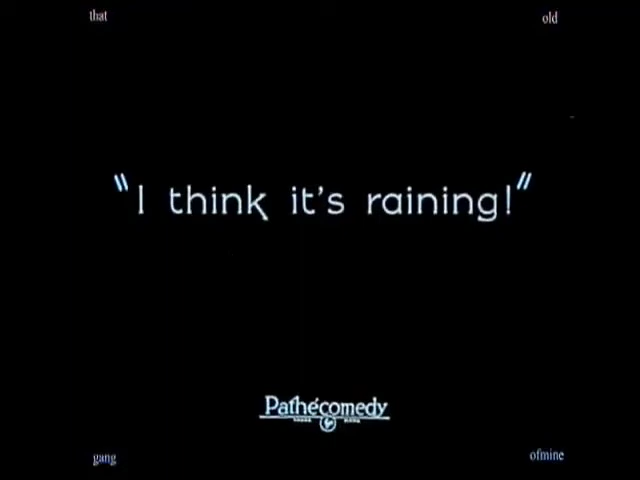 that old
"I think it's raining!"
Pathécomedy
gang ofmine